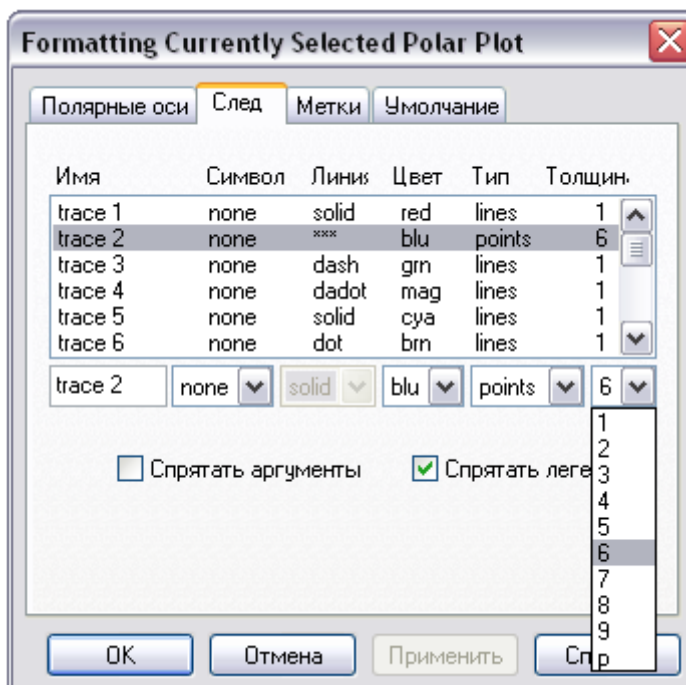 Formatting Currently Selected Polar Plot
Полярные оси След Метки Умолчание
Имя Символ Линия Цвет Тип Толщин
trace 1 none solid red lines 1
trace 2 none *** blu points 6
trace 3 none dash grn lines 1
trace 4 none dadot mag lines 1
trace 5 none solid cya lines 1
trace 6 none dot brn lines 1
trace 2 none solid blu points 6
1
2
Спрятать аргументы Спрятать леге 3
4
5
6
7
8
9
p
OK Отмена Применить Сп